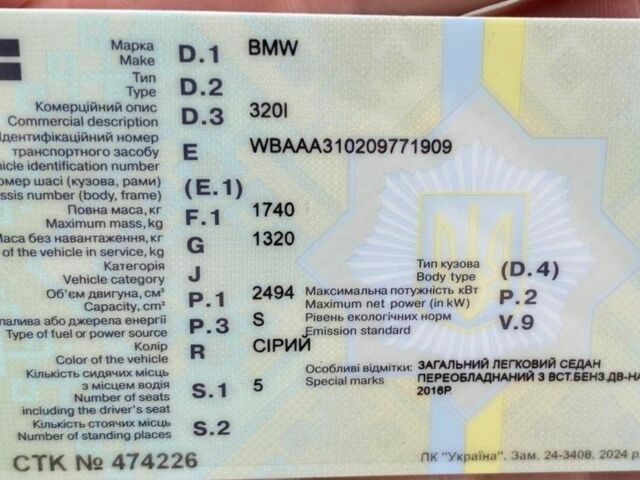 Марка D.1 BMW
Make
Тип D.2
Type
Комерційний опис D.3 320I
Commercial description
Ідентифікаційний номер
транспортного засобу E WBAAA310209771909
identification number
шасі (кузова, рами) (E.1)
number (body, frame)
Повна маса, кг F.1 1740
Maximum mass, kg
без навантаження, кг G 1320
of the vehicle in service, kg
Категорія J
Vehicle category
Тип кузова (D.4)
Body type
Об'єм двигуна, см³ P.1 2494
Capacity, cm³
Максимальна потужність кВт P.2
Maximum net power (in kW)
або джерела енергії P.3 S
Type of fuel or power source
Рівень екологічних норм V.9
Emission standard
Колір R СІРИЙ
Color of the vehicle
Кількість сидячих місць S.1 5
з місцем водія
Number of seats
including the driver's seat
Особливі відмітки: ЗАГАЛЬНИЙ ЛЕГКОВИЙ СЕДАН
Special marks ПЕРЕОБЛАДНАНИЙ З ВСТ.БЕНЗ.ДВ-НА
2016Р.
Кількість стоячих місць S.2
Number of standing places
СТК № 474226
ПК "Україна". Зам. 24-3408. 2024 р.